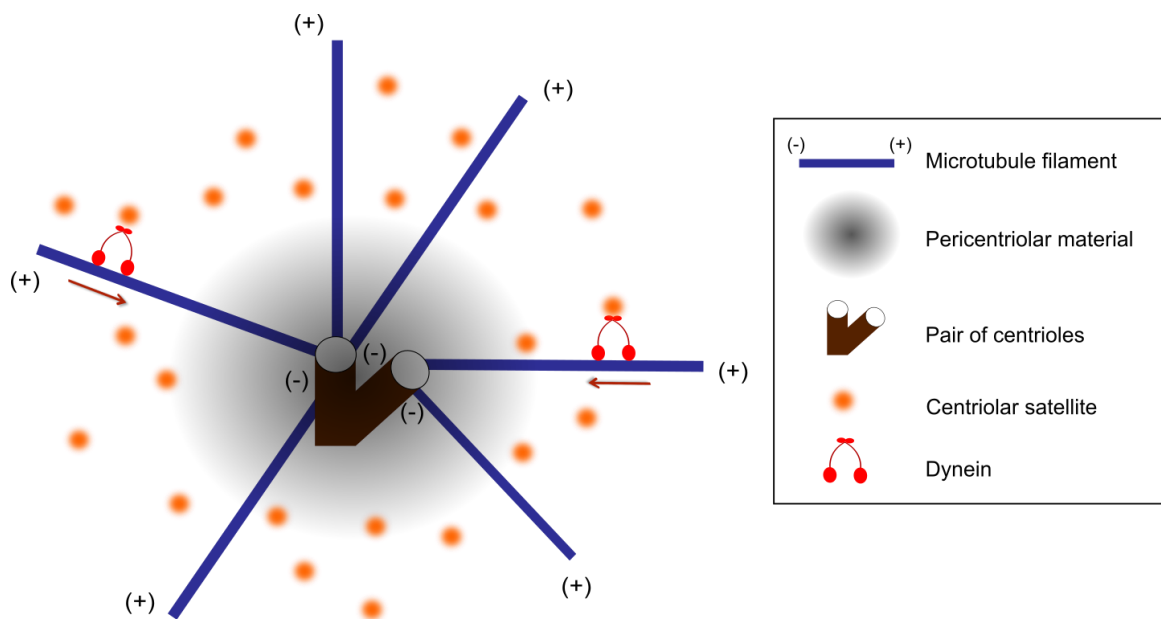 (+)
(+)
(+)
(+)
(-)
(-)
(-)
(+)
(+)
(-) (+)
Microtubule filament
Pericentriolar material
Pair of centrioles
Centriolar satellite
Dynein